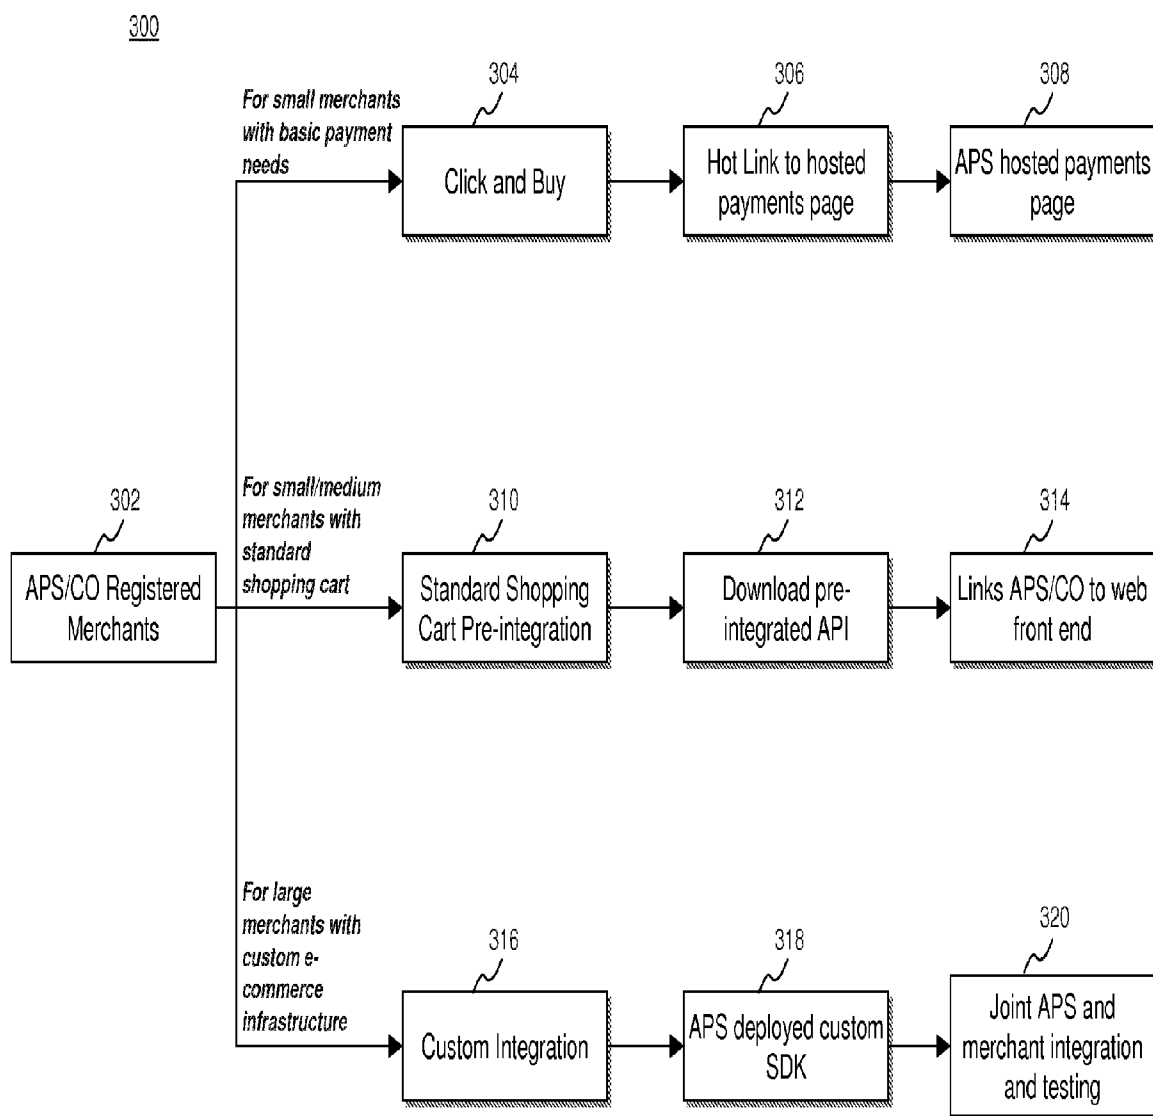 300
304
306
308
For small merchants
with basic payment
needs
Click and Buy
Hot Link to hosted
payments page
APS hosted payments
page
302
For small/medium
merchants with
standard
shopping cart
310
312
314
APS/CO Registered
Merchants
Standard Shopping
Cart Pre-integration
Download pre-
integrated API
Links APS/CO to web
front end
For large
merchants with
custom e-
commerce
infrastructure
316
318
320
Custom Integration
APS deployed custom
SDK
Joint APS and
merchant integration
and testing